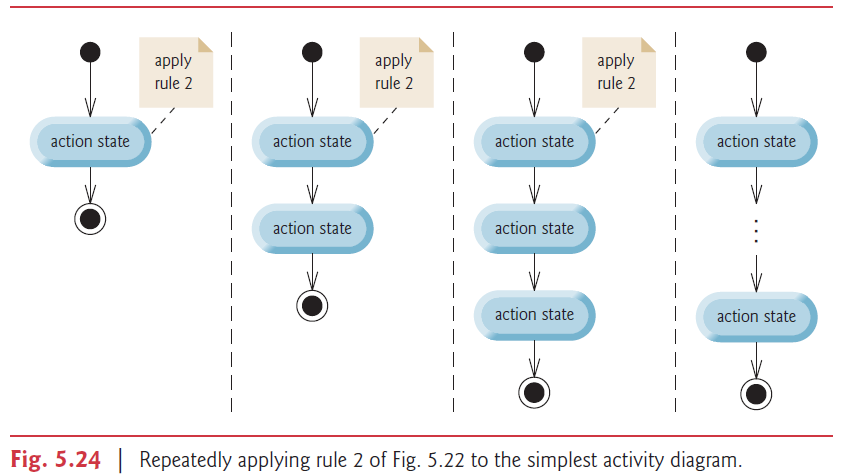 apply
rule 2
apply
rule 2
apply
rule 2
action state
action state
action state
action state
action state
action state
action state
action state
Fig. 5.24 | Repeatedly applying rule 2 of Fig. 5.22 to the simplest activity diagram.